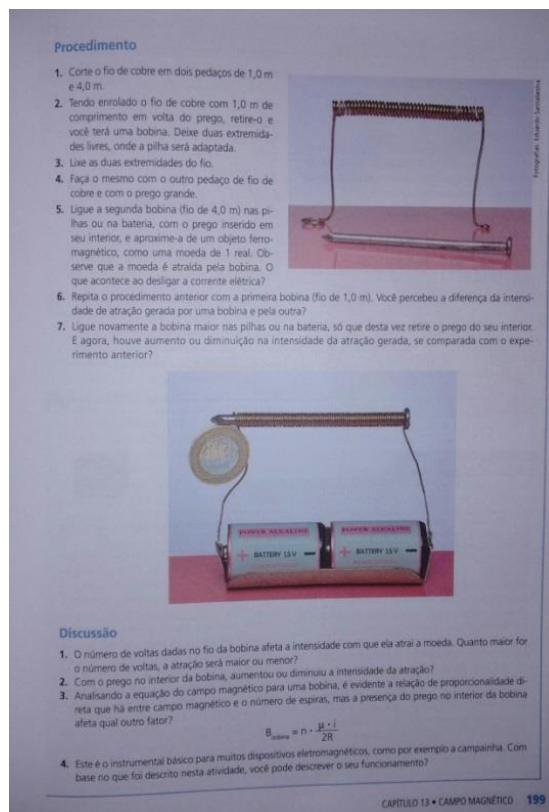 Procedimento
1. Corte o fio de cobre em dois pedaços de 1,0 m
e 4,0 m.
2. Tendo enrolado o fio de cobre com 1,0 m de
comprimento em volta do prego, retire-o e
você terá uma bobina. Deixe duas extremida-
des livres, onde a pilha será adaptada.
3. Lixe as duas extremidades do fio.
4. Faça o mesmo com o outro pedaço de fio de
cobre e com o prego grande.
5. Ligue a segunda bobina (fio de 4,0 m) nas pi-
lhas ou na bateria, com o prego inserido em
seu interior, e aproxime-a de um objeto ferro-
magnético, como uma moeda de 1 real. Ob-
serve que a moeda é atraída pela bobina. O
que acontece ao desligar a corrente elétrica?
Fotografias: Eduardo
6. Repita o procedimento anterior com a primeira bobina (fio de 1,0 m). Você percebeu a diferença da intensi-
dade de atração gerada por uma bobina e pela outra?
7. Ligue novamente a bobina maior nas pilhas ou na bateria, só que desta vez retire o prego do seu interior.
E agora, houve aumento ou diminuição na intensidade da atração gerada, se comparada com o expe-
rimento anterior?
POWER ALKALINE
+ BATTERY 1,5 V −
POWER ALKALINE
+ BATTERY 1,5 V −
Discussão
1. O número de voltas dadas no fio da bobina afeta a intensidade com que ela atrai a moeda. Quanto maior for
o número de voltas, a atração será maior ou menor?
2. Com o prego no interior da bobina, aumentou ou diminuiu a intensidade da atração?
3. Analisando a equação do campo magnético para uma bobina, é evidente a relação de proporcionalidade di-
reta que há entre campo magnético e o número de espiras, mas a presença do prego no interior da bobina
afeta qual outro fator?
B bobina = n · μ · i / 2R
4. Este é o instrumental básico para muitos dispositivos eletromagnéticos, como por exemplo a campainha. Com
base no que foi descrito nesta atividade, você pode descrever o seu funcionamento?
CAPÍTULO 13 • CAMPO MAGNÉTICO 199